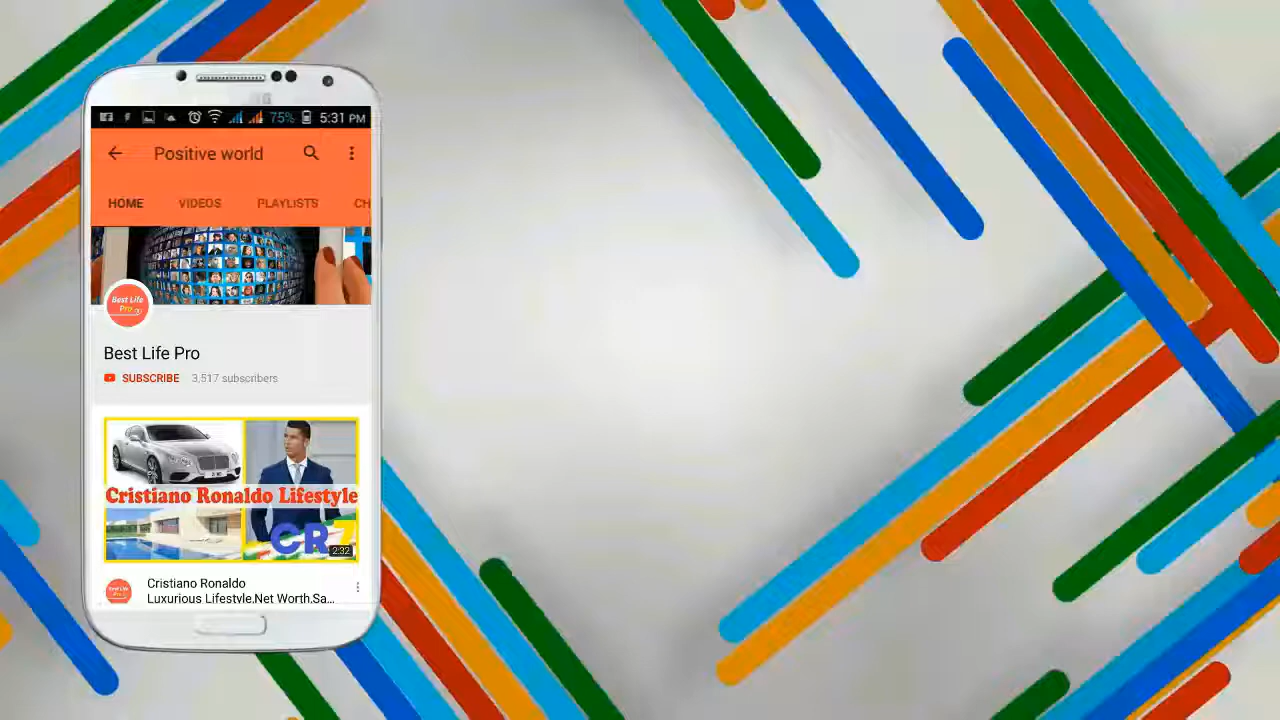 75% 5:31 PM
Positive world
HOME VIDEOS PLAYLISTS CH
Best Life
Pro
Best Life Pro
SUBSCRIBE 3,517 subscribers
Cristiano Ronaldo Lifestyle
CR7
2:32
Cristiano Ronaldo
Luxurious Lifestyle,Net Worth,Sa...